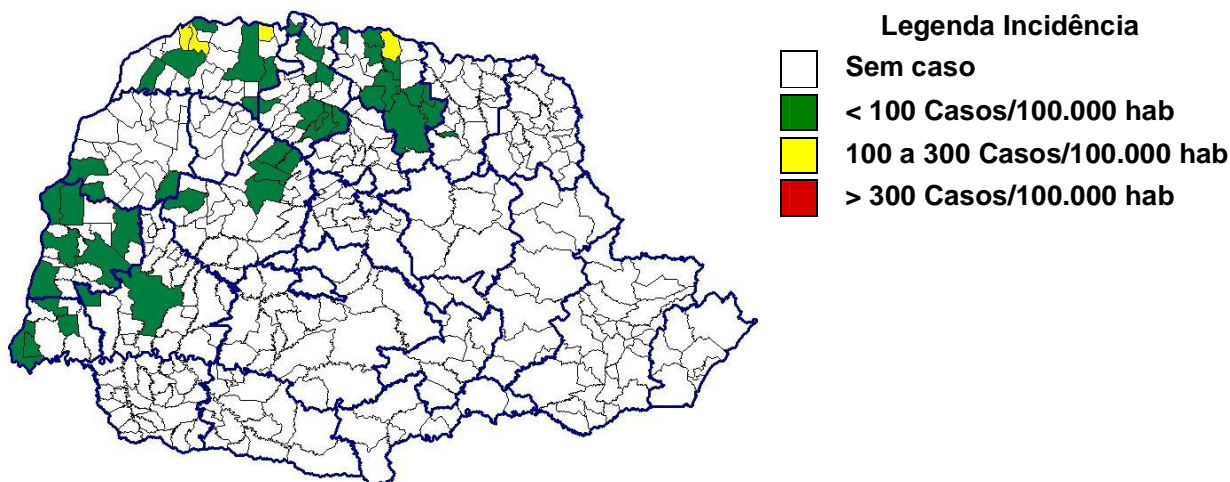 Legenda Incidência
Sem caso
< 100 Casos/100.000 hab
100 a 300 Casos/100.000 hab
> 300 Casos/100.000 hab